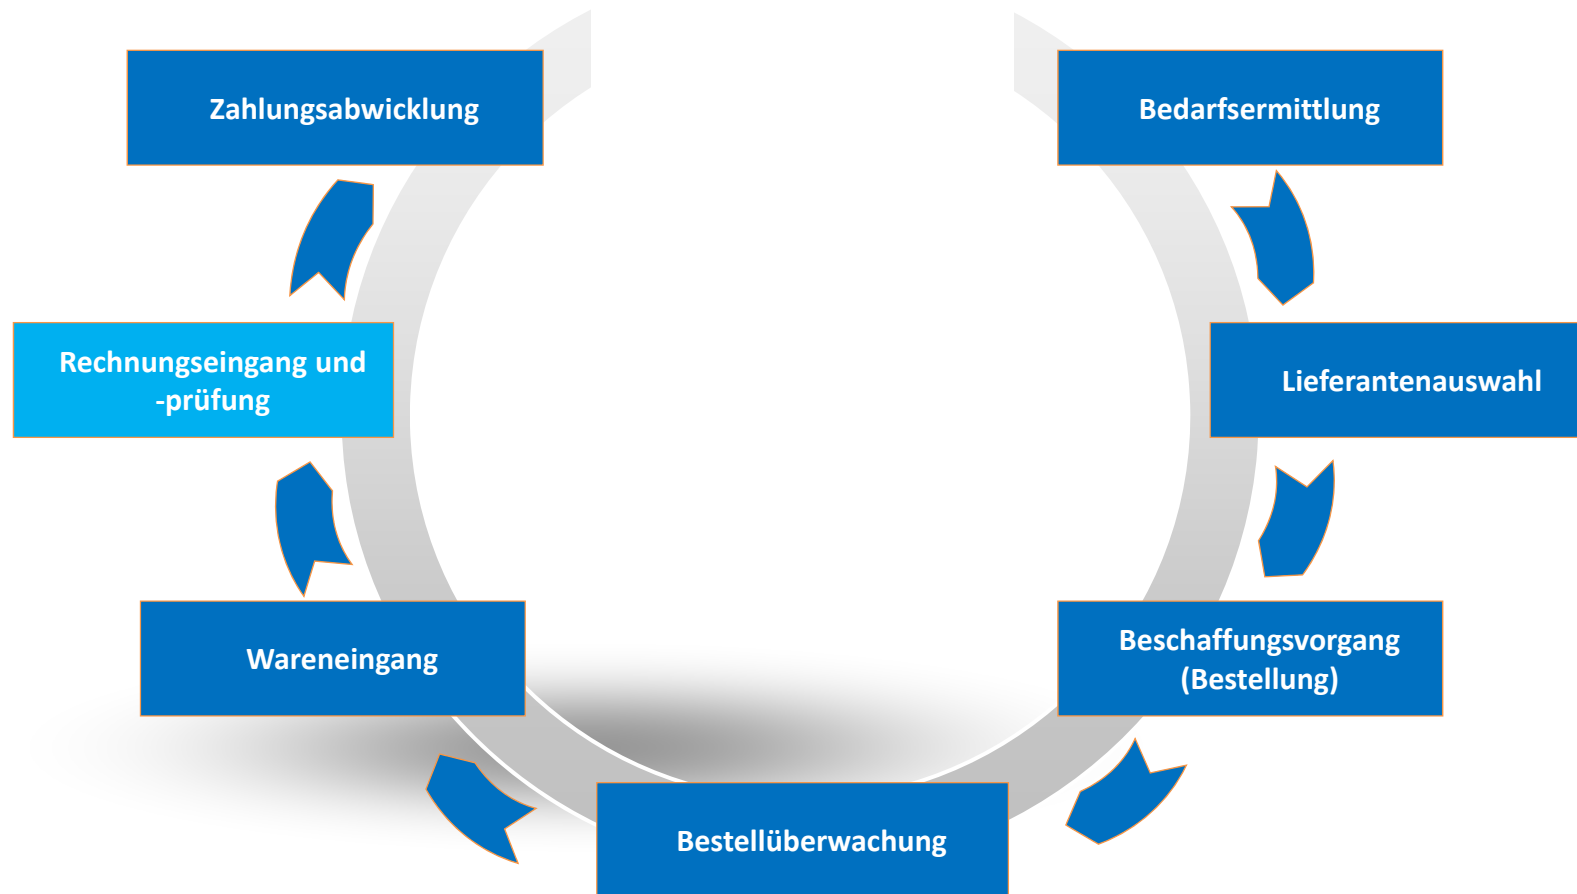 Zahlungsabwicklung
Bedarfsermittlung
Rechnungseingang und
-prüfung
Lieferantenauswahl
Wareneingang
Beschaffungsvorgang
(Bestellung)
Bestellüberwachung